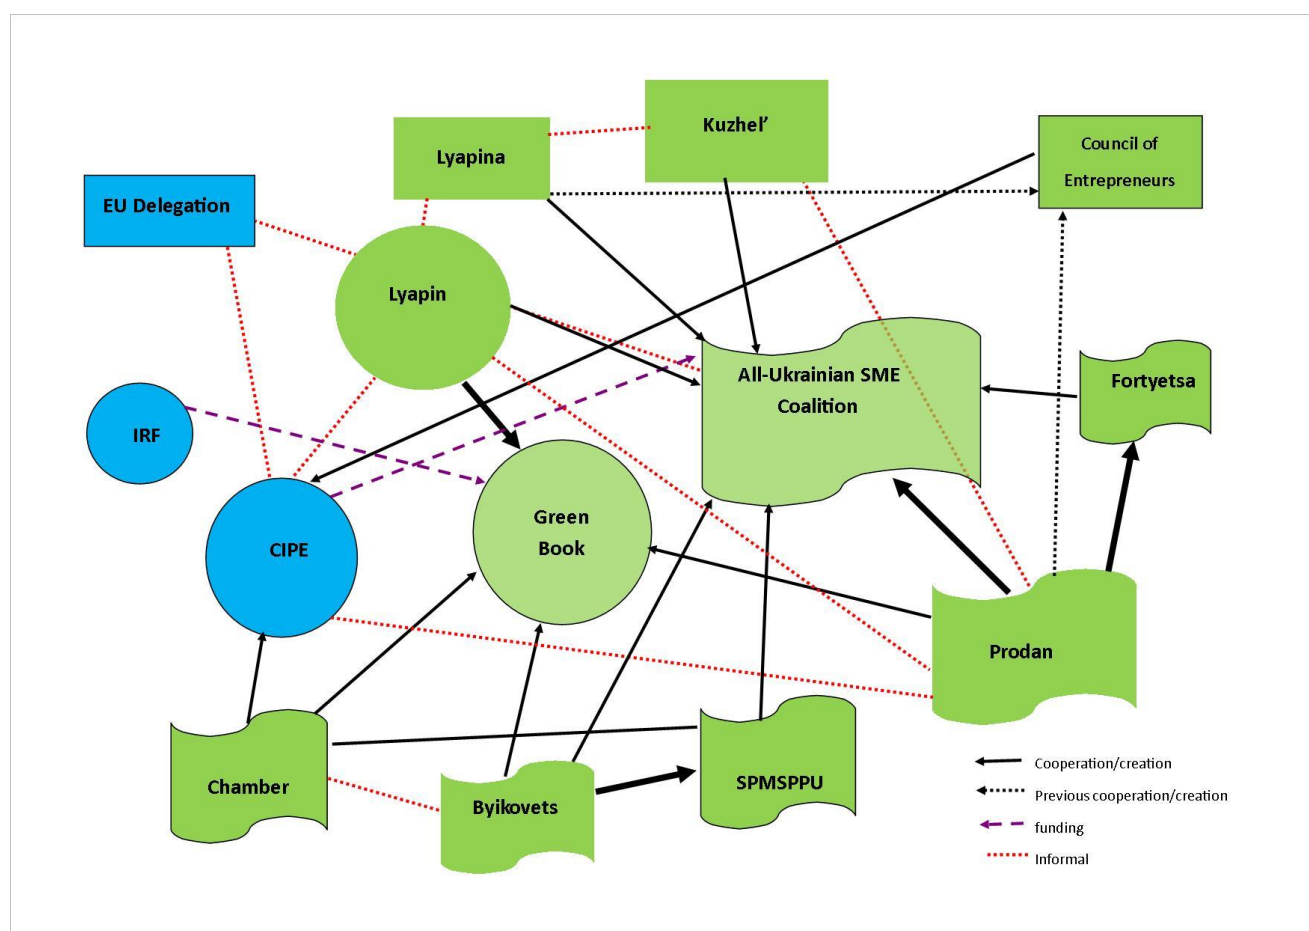 Kuzhel’
Lyapina
Council of
Entrepreneurs
EU Delegation
Lyapin
All-Ukrainian SME
Coalition
Fortyetsa
IRF
Green
Book
CIPE
Prodan
Chamber
Byikovets
SPMSPPU
Cooperation/creation
Previous cooperation/creation
funding
Informal